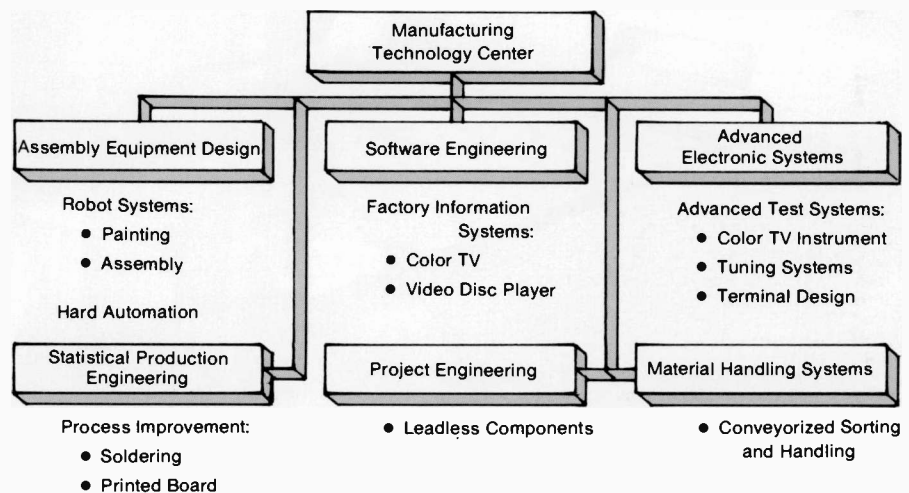 Manufacturing
Technology Center
Assembly Equipment Design
Software Engineering
Advanced
Electronic Systems
Robot Systems:
● Painting
● Assembly
Hard Automation
Factory Information
Systems:
● Color TV
● Video Disc Player
Advanced Test Systems:
● Color TV Instrument
● Tuning Systems
● Terminal Design
Statistical Production
Engineering
Project Engineering
Material Handling Systems
Process Improvement:
● Soldering
● Printed Board
● Leadless Components
● Conveyorized Sorting
and Handling